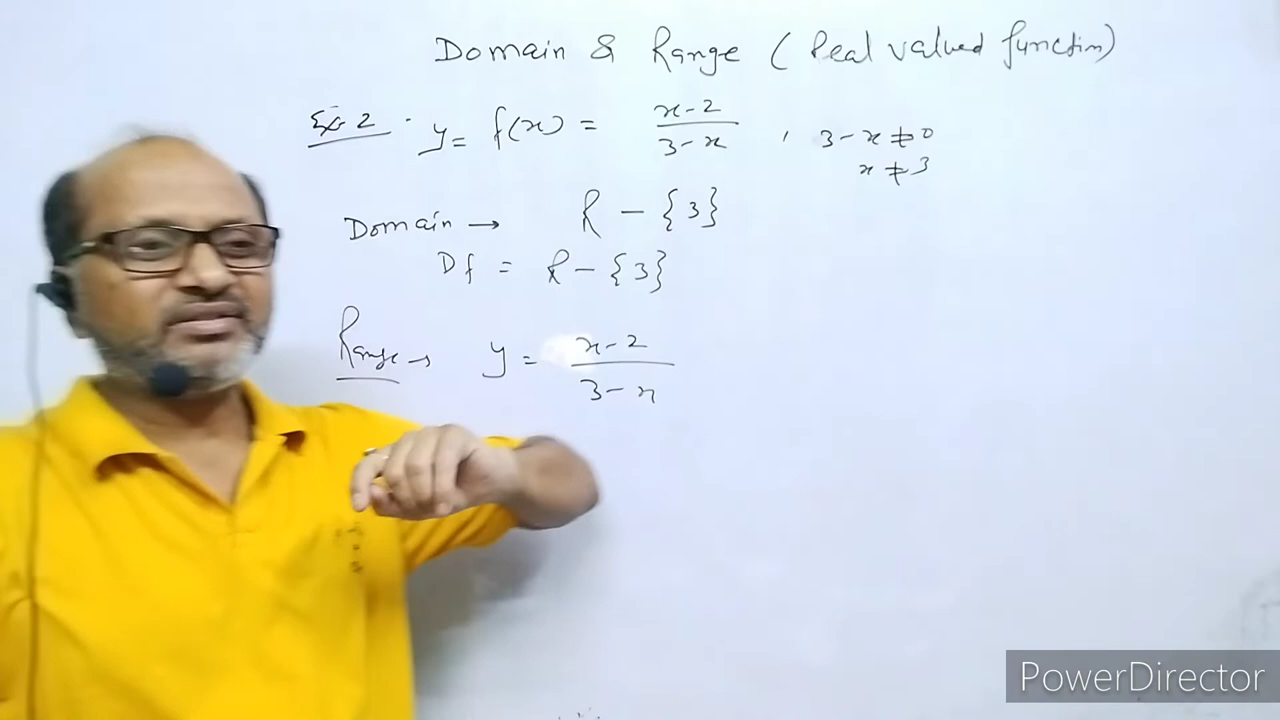 Domain & Range (Real valued function)
Ex 2. y = f(x) = x-2 / 3-x , 3-x ≠ 0
x ≠ 3
Domain → R - {3}
Df = R - {3}
Range → y = x-2 / 3-x
PowerDirector